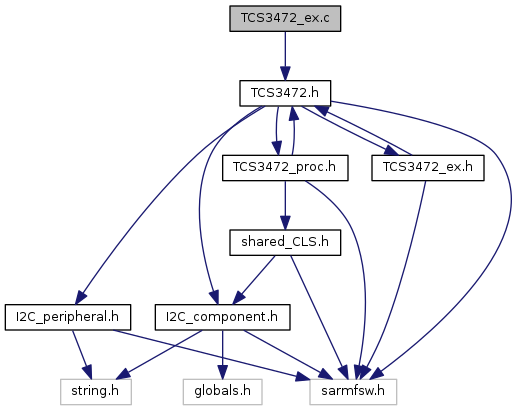 TCS3472_ex.c
TCS3472.h
TCS3472_proc.h
TCS3472_ex.h
shared_CLS.h
I2C_peripheral.h
I2C_component.h
string.h
globals.h
sarmfsw.h